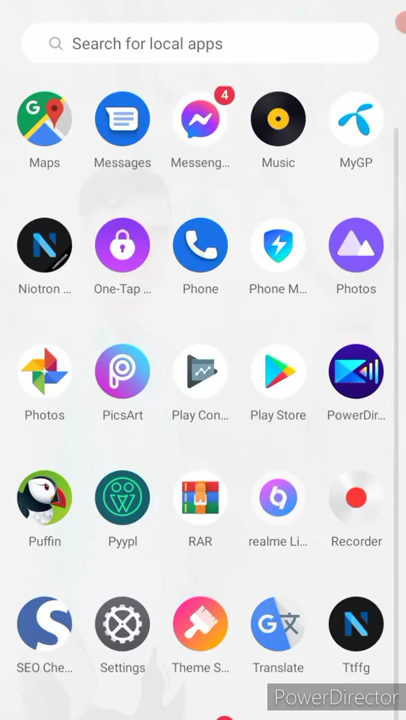 Search for local apps
4
Maps
Messages
Messeng...
Music
MyGP
Niotron ...
One-Tap ...
Phone
Phone M...
Photos
Photos
PicsArt
Play Con...
Play Store
PowerDir...
Puffin
Pyypl
RAR
realme Li...
Recorder
SEO Che...
Settings
Theme S...
Translate
Ttffg
PowerDirector